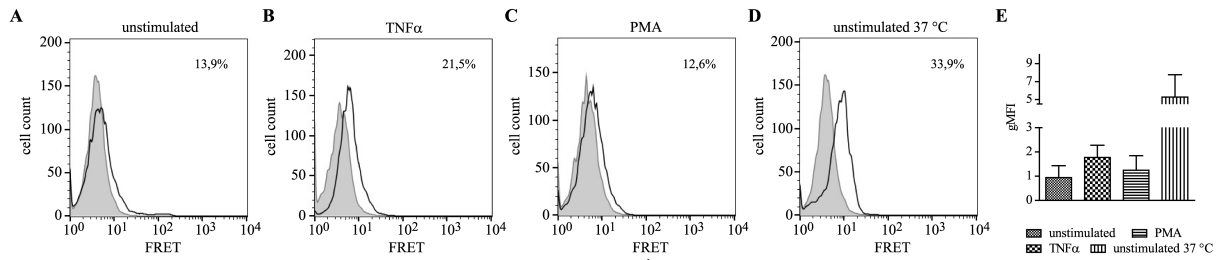 A
unstimulated
200
150
100
50
0
cell count
13,9%
10^0 10^1 10^2 10^3 10^4
FRET
B
TNFα
200
150
100
50
0
cell count
21,5%
10^0 10^1 10^2 10^3 10^4
FRET
C
PMA
150
100
50
0
cell count
12,6%
10^0 10^1 10^2 10^3 10^4
FRET
D
unstimulated 37 °C
200
150
100
50
0
cell count
33,9%
10^0 10^1 10^2 10^3 10^4
FRET
E
9
7
5
3
2
1
0
gMFI
unstimulated PMA
TNFα unstimulated 37 °C